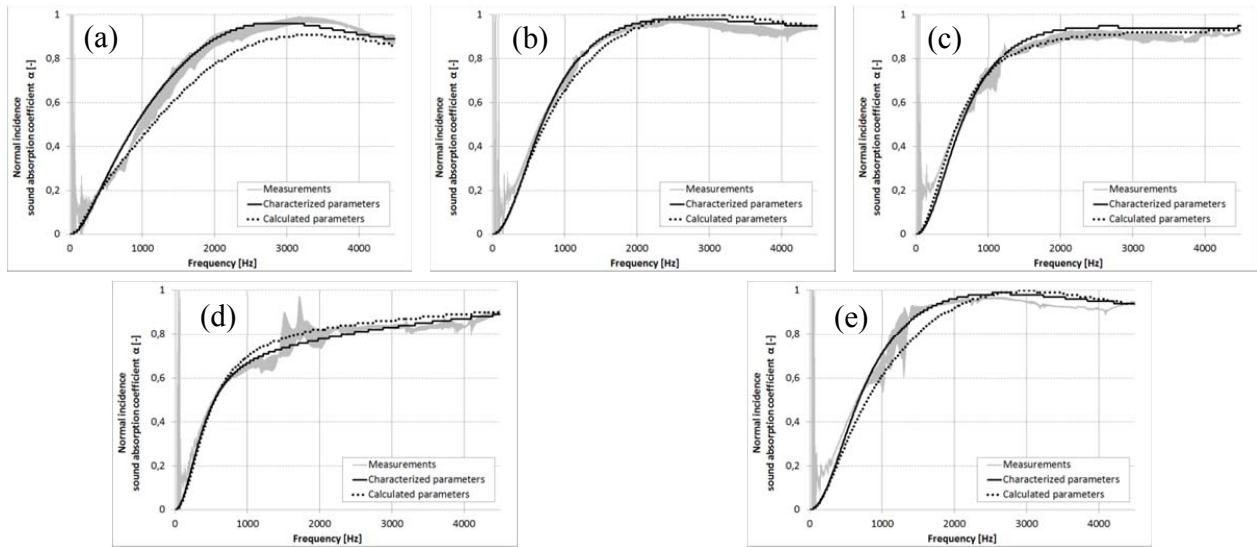 (a)
Normal incidence
sound absorption coefficient α [-]
1
0,8
0,6
0,4
0,2
0
0 1000 2000 3000 4000
Frequency [Hz]
Measurements
Characterized parameters
Calculated parameters
(b)
Normal incidence
sound absorption coefficient α [-]
1
0,8
0,6
0,4
0,2
0
0 1000 2000 3000 4000
Frequency [Hz]
Measurements
Characterized parameters
Calculated parameters
(c)
Normal incidence
sound absorption coefficient α [-]
1
0,8
0,6
0,4
0,2
0
0 1000 2000 3000 4000
Frequency [Hz]
Measurements
Characterized parameters
Calculated parameters
(d)
Normal incidence
sound absorption coefficient α [-]
1
0,8
0,6
0,4
0,2
0
0 1000 2000 3000 4000
Frequency [Hz]
Measurements
Characterized parameters
Calculated parameters
(e)
Normal incidence
sound absorption coefficient α [-]
1
0,8
0,6
0,4
0,2
0
0 1000 2000 3000 4000
Frequency [Hz]
Measurements
Characterized parameters
Calculated parameters